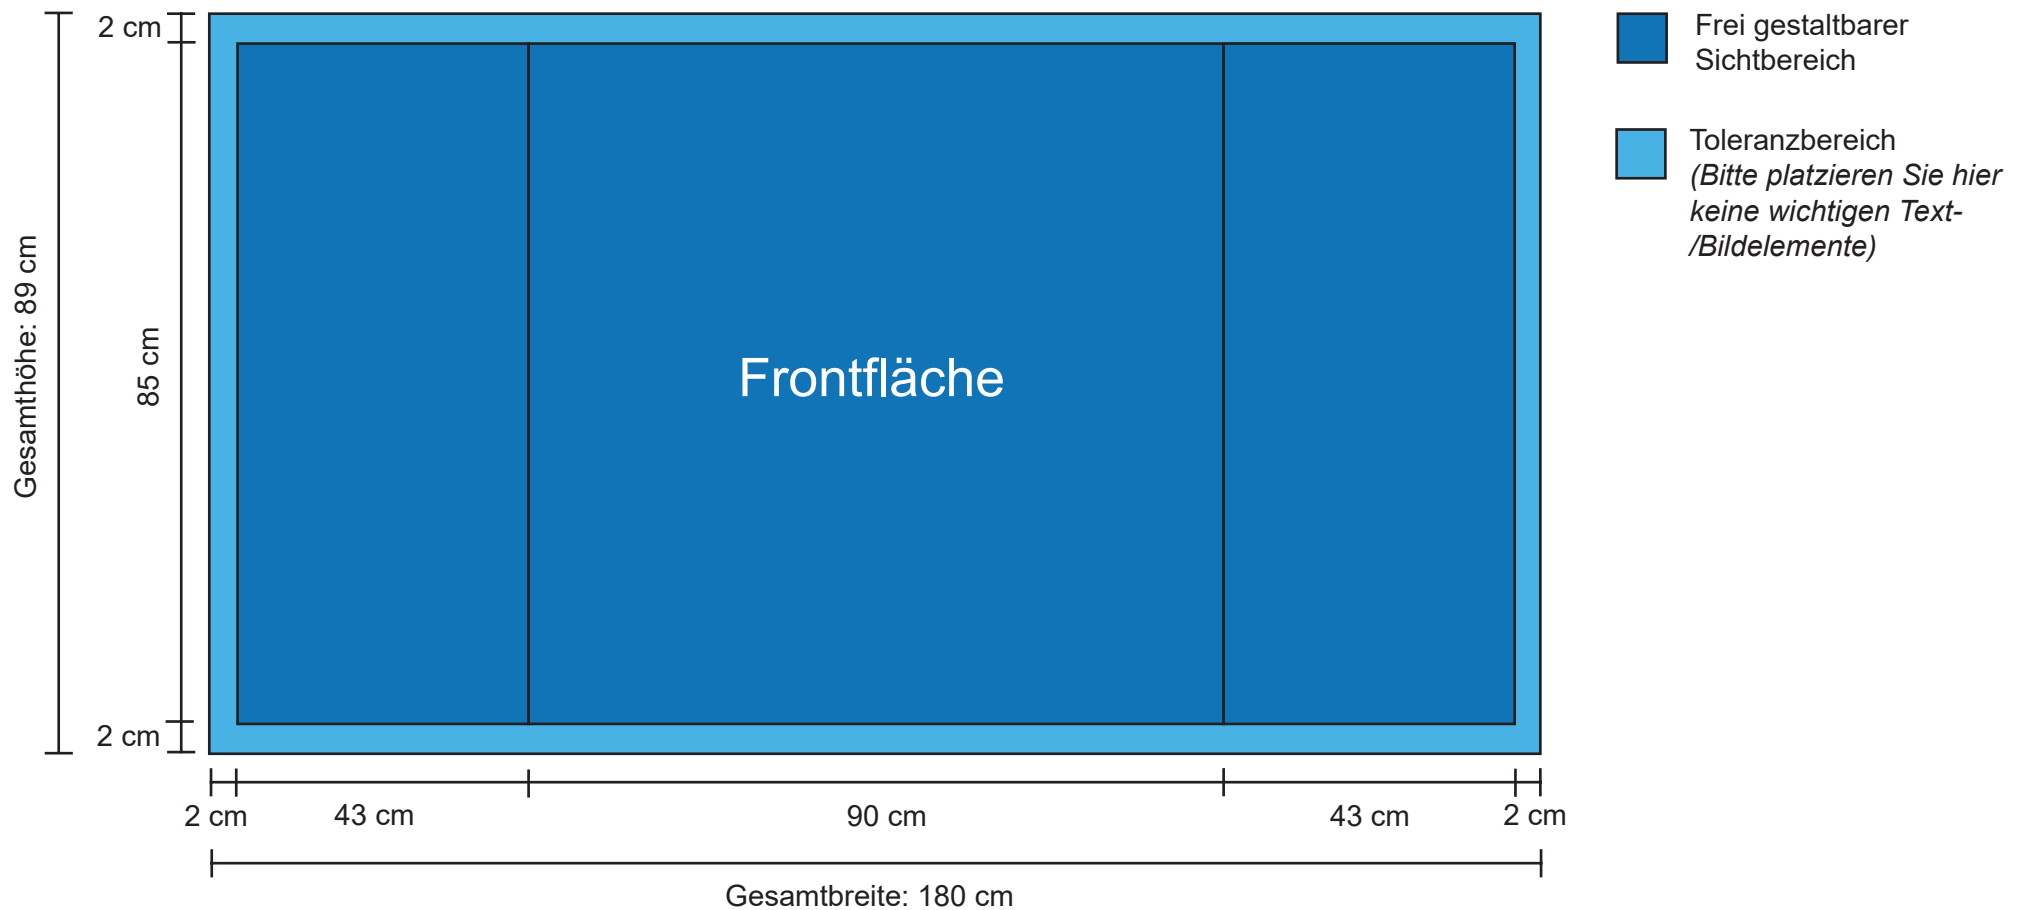 2 cm
Gesamthöhe: 89 cm
85 cm
2 cm
Frontfläche
2 cm
43 cm
90 cm
43 cm
2 cm
Gesamtbreite: 180 cm
Frei gestaltbarer
Sichtbereich
Toleranzbereich
(Bitte platzieren Sie hier
keine wichtigen Text-
/Bildelemente)